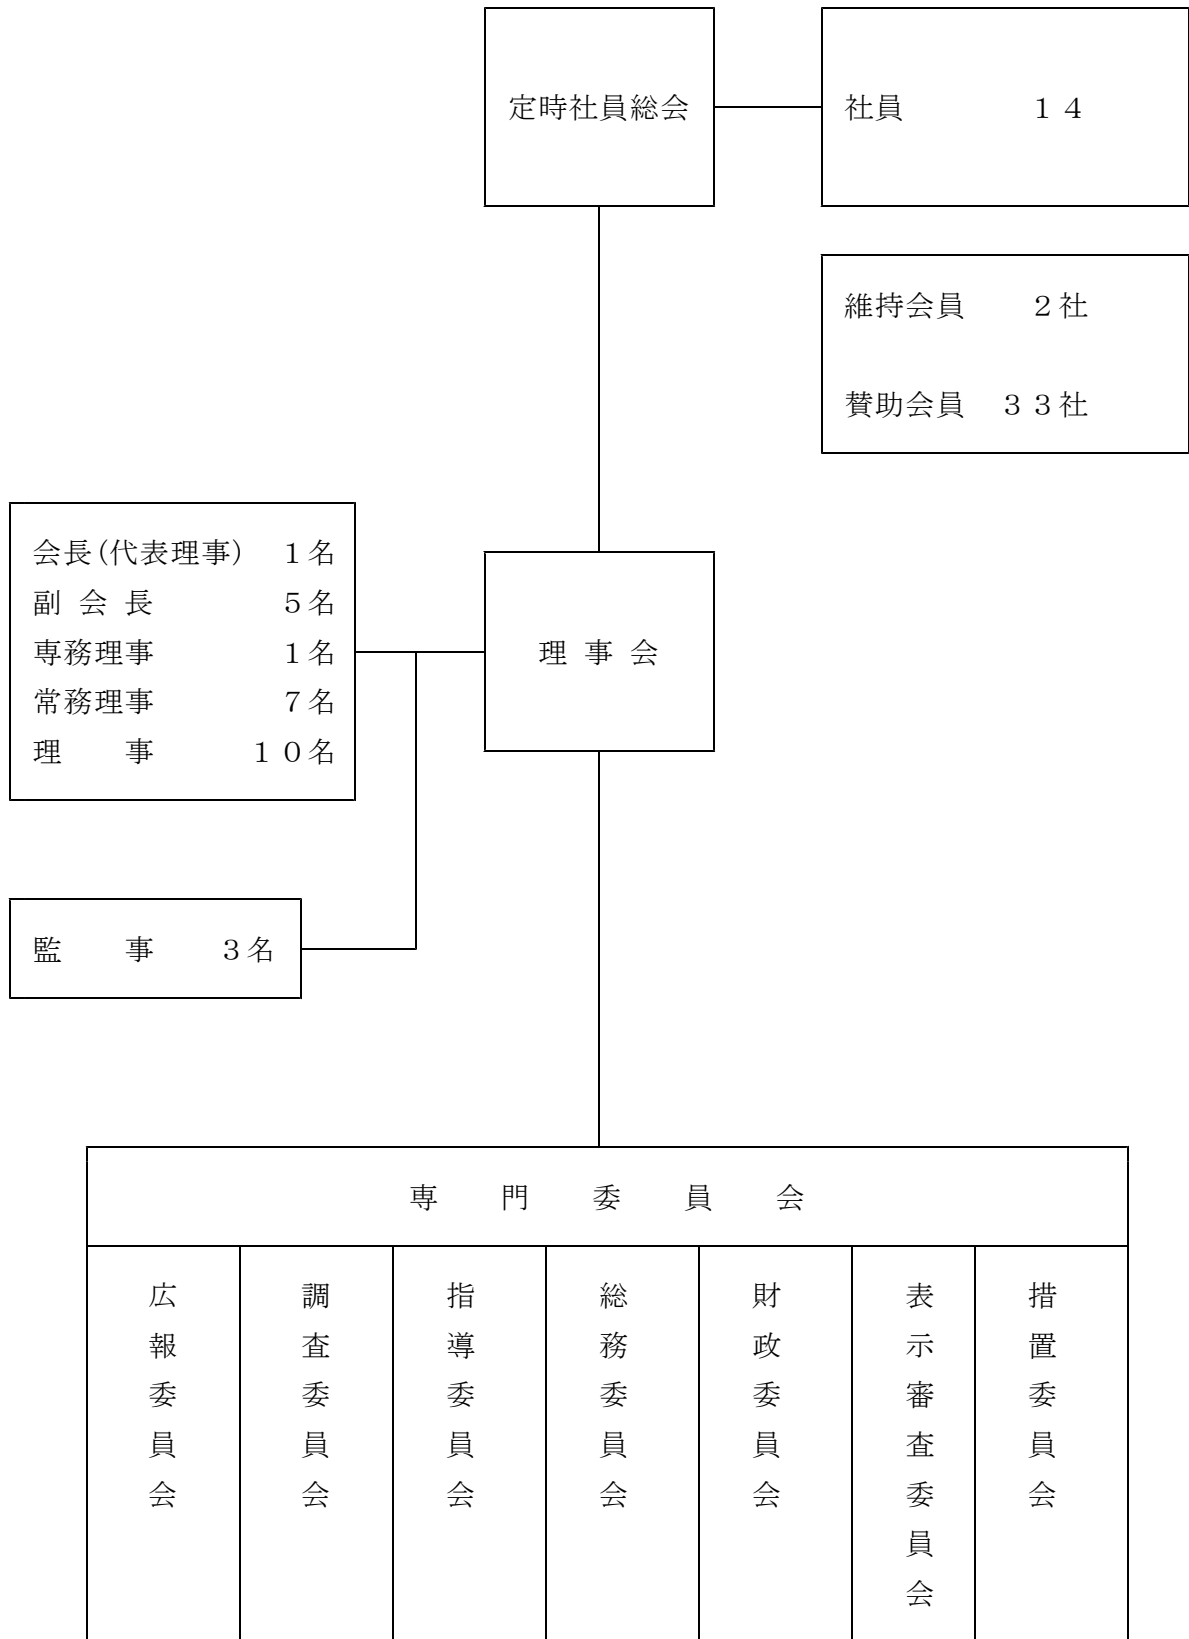 定時社員総会
社員　　　　１４
維持会員　　２社
賛助会員　３３社
会長(代表理事)　１名
副 会 長　　　　５名
専務理事　　　　１名
常務理事　　　　７名
理　　事　　　１０名
理 事 会
監　　事　　３名
専　門　委　員　会
広報委員会
調査委員会
指導委員会
総務委員会
財政委員会
表示審査委員会
措置委員会